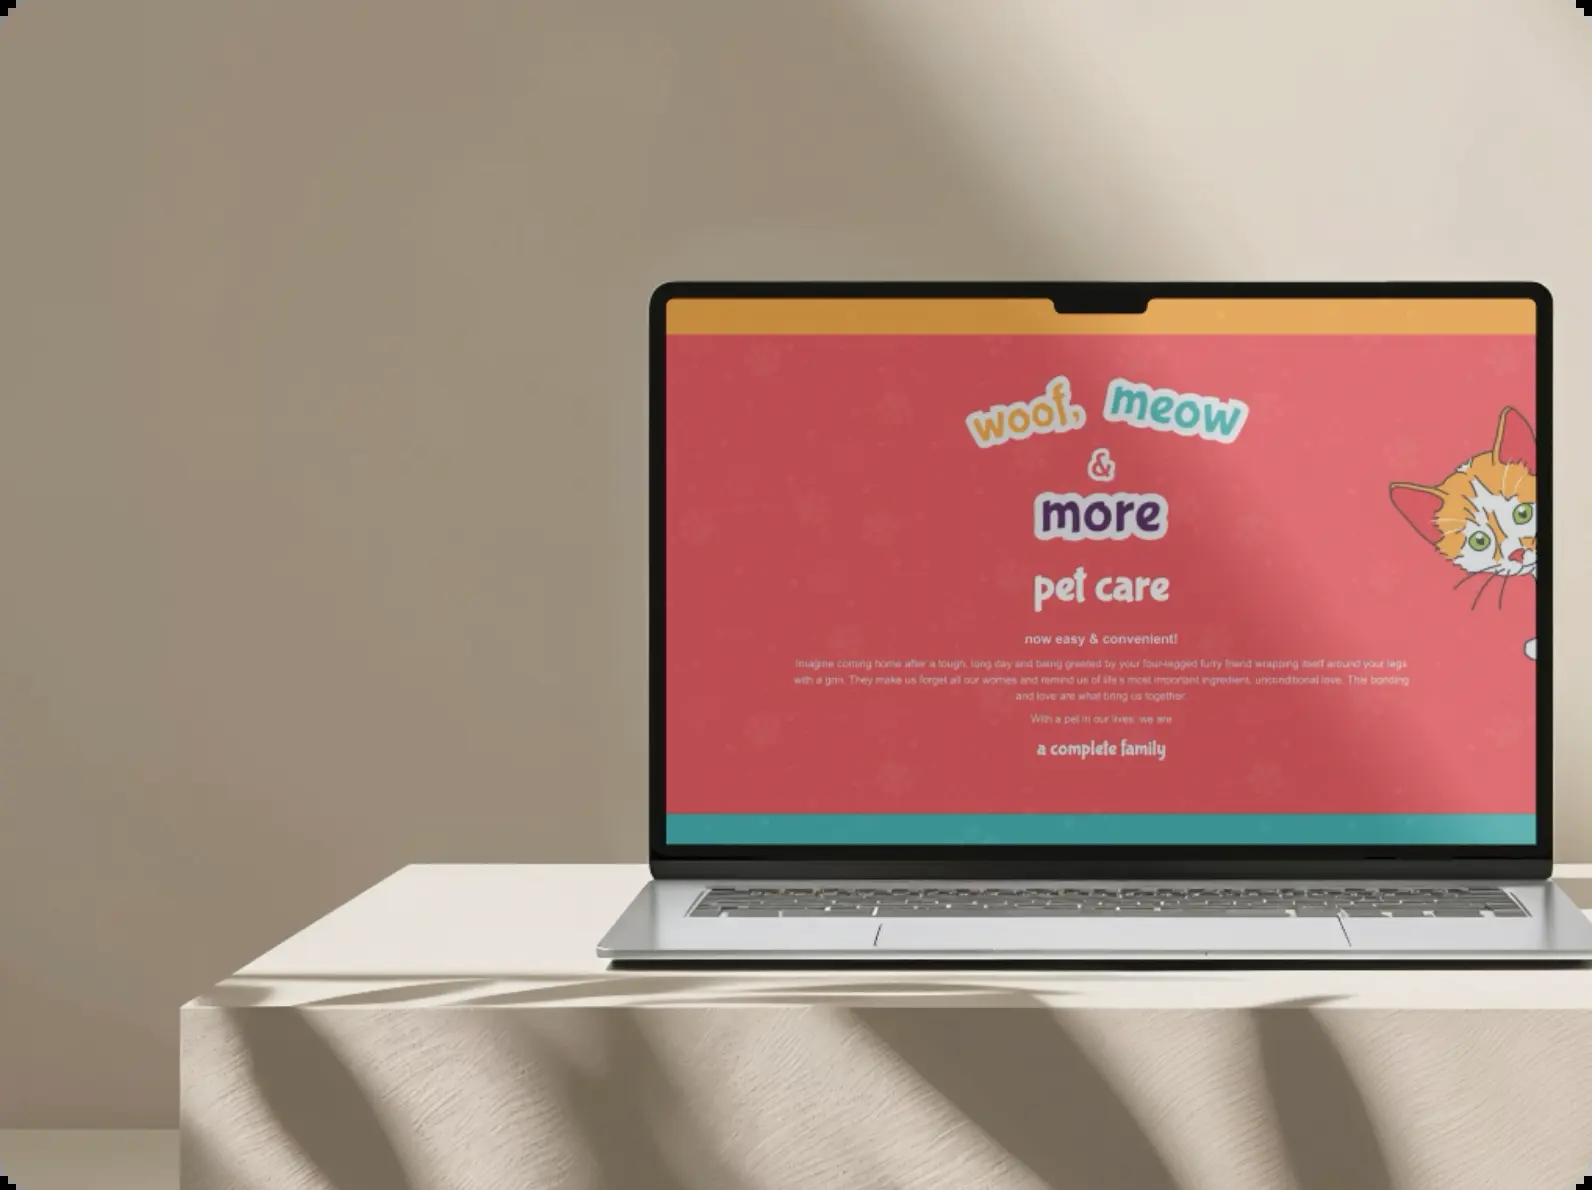 woof, meow
&
more
pet care
now easy & convenient!
Imagine coming home after a tough, long day and being greeted by your four-legged furry friend wrapping itself around your legs
with a grin. They make us forget all our worries and remind us of life's most important ingredient, unconditional love. This bonding
and love are what bring us together.
With a pet in our lives, we are
a complete family